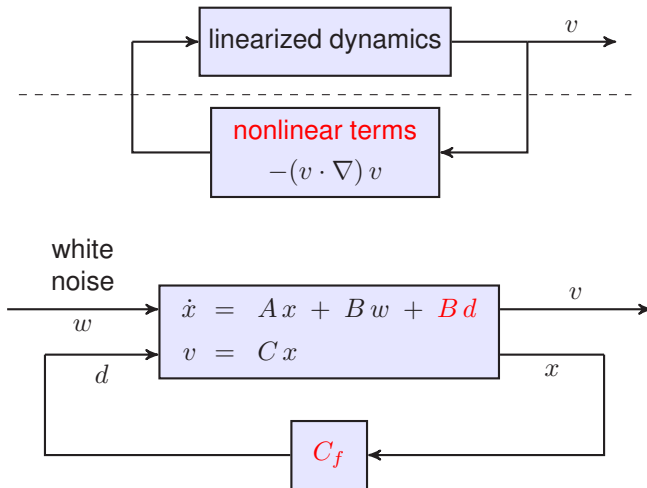 linearized dynamics
v
nonlinear terms
−(v · ∇) v
white
noise
w
ẋ = A x + B w + B d
v = C x
v
d
x
C_f